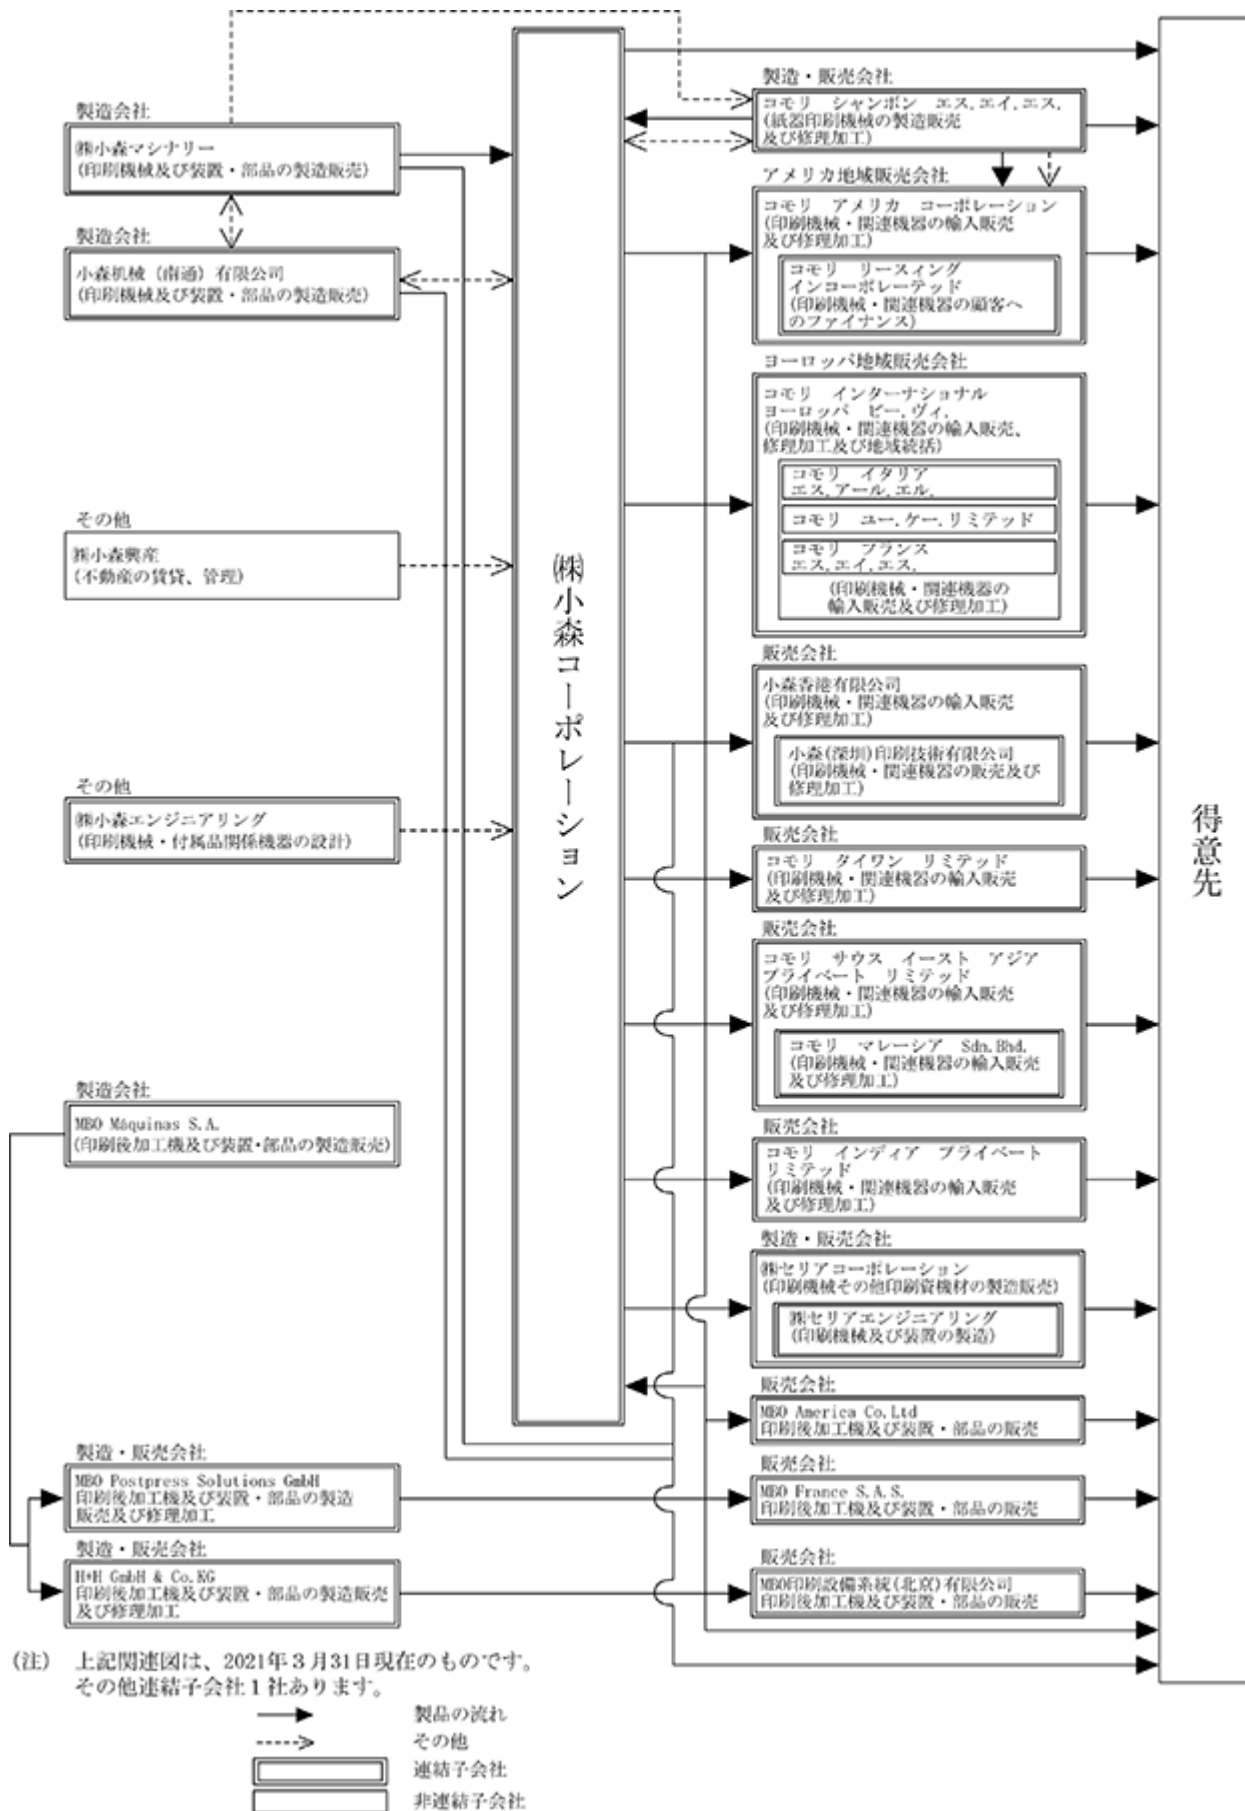 製造会社
㈱小森マシナリー
(印刷機械及び装置・部品の製造販売)
製造会社
小森机械（南通）有限公司
(印刷機械及び装置・部品の製造販売)
その他
㈱小森興産
(不動産の賃貸、管理)
その他
㈱小森エンジニアリング
(印刷機械・付属品関係機器の設計)
製造会社
MBO Máquinas S.A.
(印刷後加工機及び装置・部品の製造販売)
製造・販売会社
MBO Postpress Solutions GmbH
印刷後加工機及び装置・部品の製造
販売及び修理加工
製造・販売会社
H+H GmbH & Co.KG
印刷後加工機及び装置・部品の製造販売
及び修理加工
㈱小森コーポレーション
製造・販売会社
コモリ シャンボン エス.エイ.エス.
(紙器印刷機械の製造販売
及び修理加工)
アメリカ地域販売会社
コモリ アメリカ コーポレーション
(印刷機械・関連機器の輸入販売
及び修理加工)
コモリ リースィング
インコーポレーテッド
(印刷機械・関連機器の顧客へ
のファイナンス)
ヨーロッパ地域販売会社
コモリ インターナショナル
ヨーロッパ ビー.ヴィ.
(印刷機械・関連機器の輸入販売、
修理加工及び地域統括)
コモリ イタリア
エス.アール.エル.
コモリ ユー.ケー.リミテッド
コモリ フランス
エス.エイ.エス.
(印刷機械・関連機器の
輸入販売及び修理加工)
販売会社
小森香港有限公司
(印刷機械・関連機器の輸入販売
及び修理加工)
小森(深圳)印刷技術有限公司
(印刷機械・関連機器の販売及び
修理加工)
販売会社
コモリ タイワン リミテッド
(印刷機械・関連機器の輸入販売
及び修理加工)
販売会社
コモリ サウス イースト アジア
プライベート リミテッド
(印刷機械・関連機器の輸入販売
及び修理加工)
コモリ マレーシア Sdn.Bhd.
(印刷機械・関連機器の輸入販売
及び修理加工)
販売会社
コモリ インディア プライベート
リミテッド
(印刷機械・関連機器の輸入販売
及び修理加工)
製造・販売会社
㈱セリアコーポレーション
(印刷機械その他印刷資機材の製造販売)
㈱セリアエンジニアリング
(印刷機械及び装置の製造)
販売会社
MBO America Co.Ltd
印刷後加工機及び装置・部品の販売
販売会社
MBO France S.A.S.
印刷後加工機及び装置・部品の販売
販売会社
MBO印刷設備系統(北京)有限公司
印刷後加工機及び装置・部品の販売
得意先
(注) 上記関連図は、2021年３月31日現在のものです。
その他連結子会社１社あります。
製品の流れ
その他
連結子会社
非連結子会社